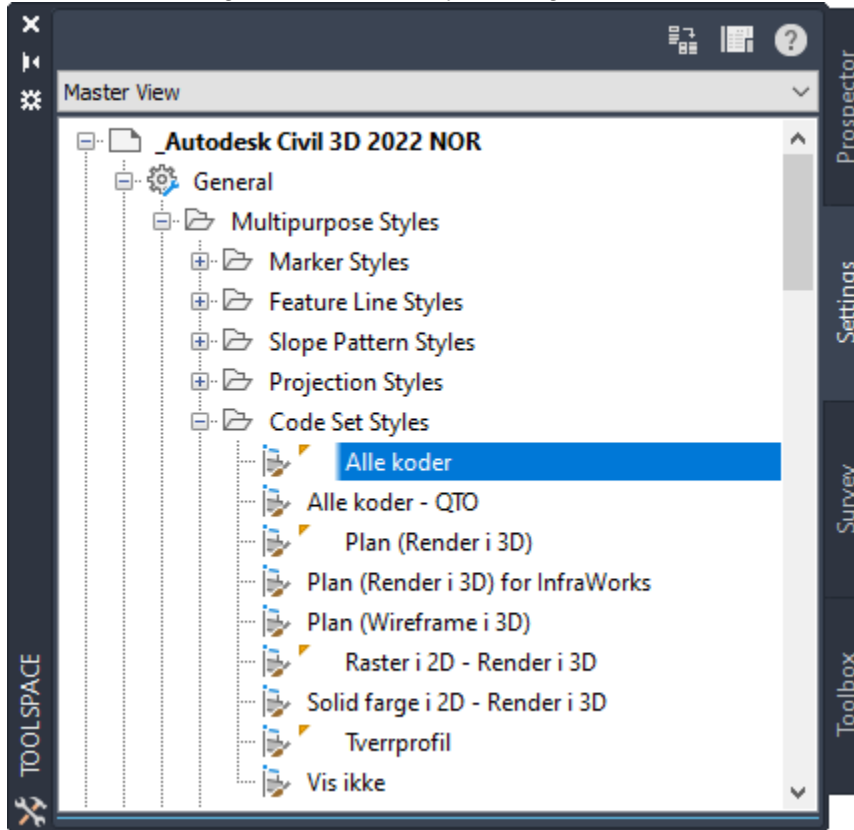 Master View
_Autodesk Civil 3D 2022 NOR
General
Multipurpose Styles
Marker Styles
Feature Line Styles
Slope Pattern Styles
Projection Styles
Code Set Styles
Alle koder
Alle koder - QTO
Plan (Render i 3D)
Plan (Render i 3D) for InfraWorks
Plan (Wireframe i 3D)
Raster i 2D - Render i 3D
Solid farge i 2D - Render i 3D
Tverrprofil
Vis ikke
TOOLSPACE
Prospector
Settings
Survey
Toolbox